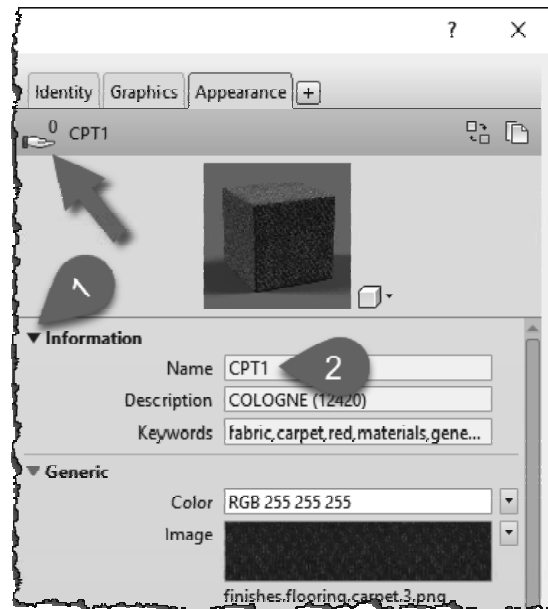 ?
Identity Graphics Appearance +
0 CPT1
1
Information
Name CPT1 2
Description COLOGNE (12420)
Keywords fabric,carpet,red,materials,gene...
Generic
Color RGB 255 255 255
Image
finishes.flooring.carpet.3.png